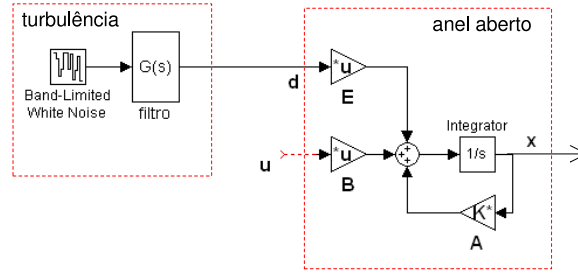 turbulência
anel aberto
G(s)
*u
d
E
Band-Limited
White Noise
filtro
Integrator
u
*u
B
++
+
1/s
x
K*
A